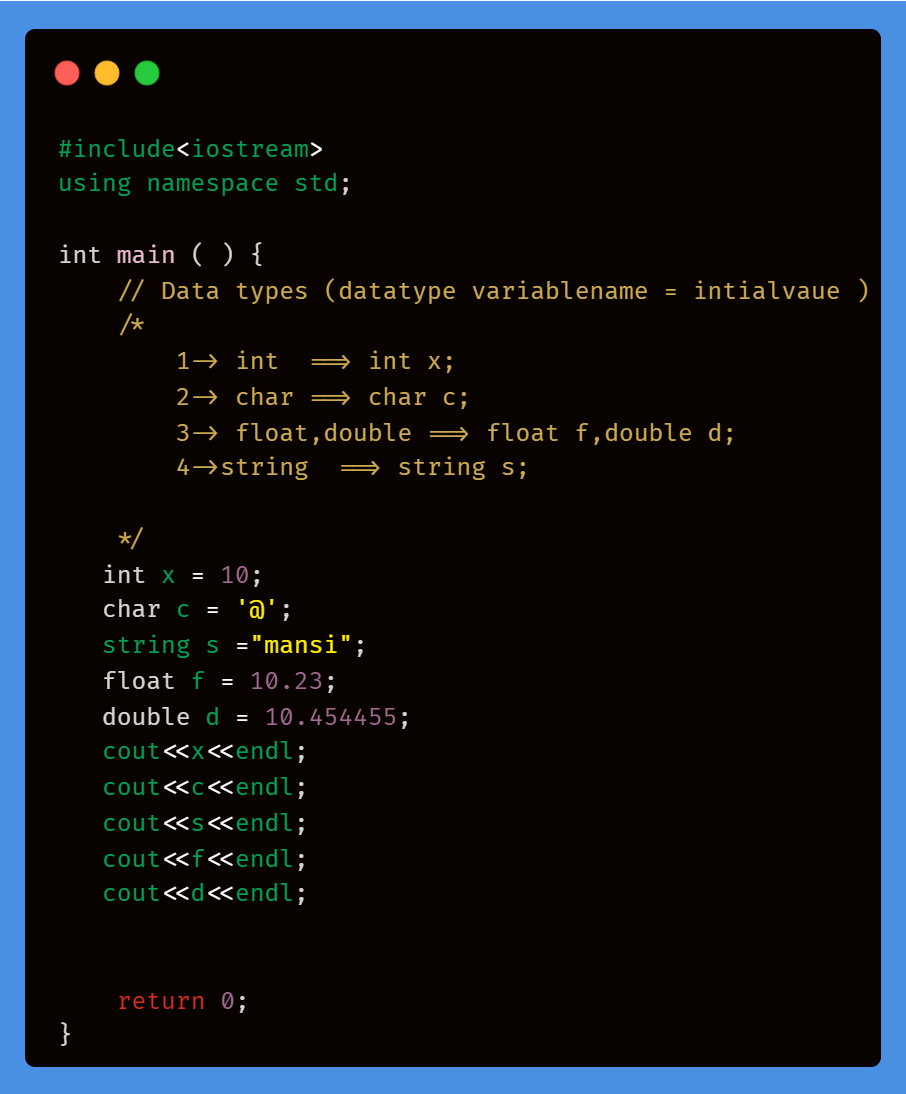 #include<iostream>
using namespace std;
int main ( ) {
// Data types (datatype variablename = intialvaue )
/*
1-> int  ==> int x;
2-> char ==> char c;
3-> float,double ==> float f,double d;
4->string  ==> string s;
*/
int x = 10;
char c = '@';
string s ="mansi";
float f = 10.23;
double d = 10.454455;
cout<<x<<endl;
cout<<c<<endl;
cout<<s<<endl;
cout<<f<<endl;
cout<<d<<endl;
return 0;
}